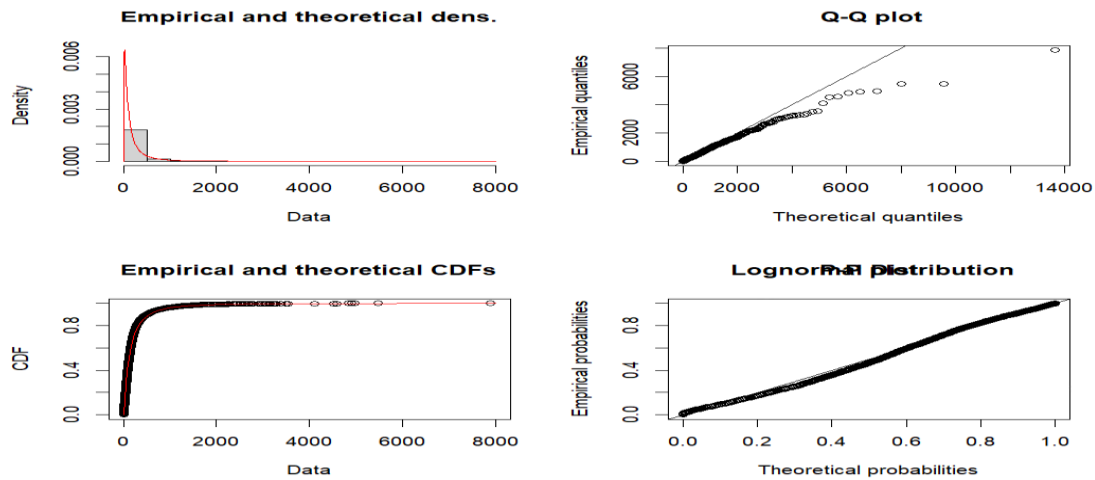 Empirical and theoretical dens.
Density
0.000 0.003 0.006
0 2000 4000 6000 8000
Data
Q-Q plot
Empirical quantiles
0 2000 6000
0 2000 6000 10000 14000
Theoretical quantiles
Empirical and theoretical CDFs
CDF
0.0 0.4 0.8
0 2000 4000 6000 8000
Data
Lognormal Distribution
P-P plot
Empirical probabilities
0.0 0.4 0.8
0.0 0.2 0.4 0.6 0.8 1.0
Theoretical probabilities